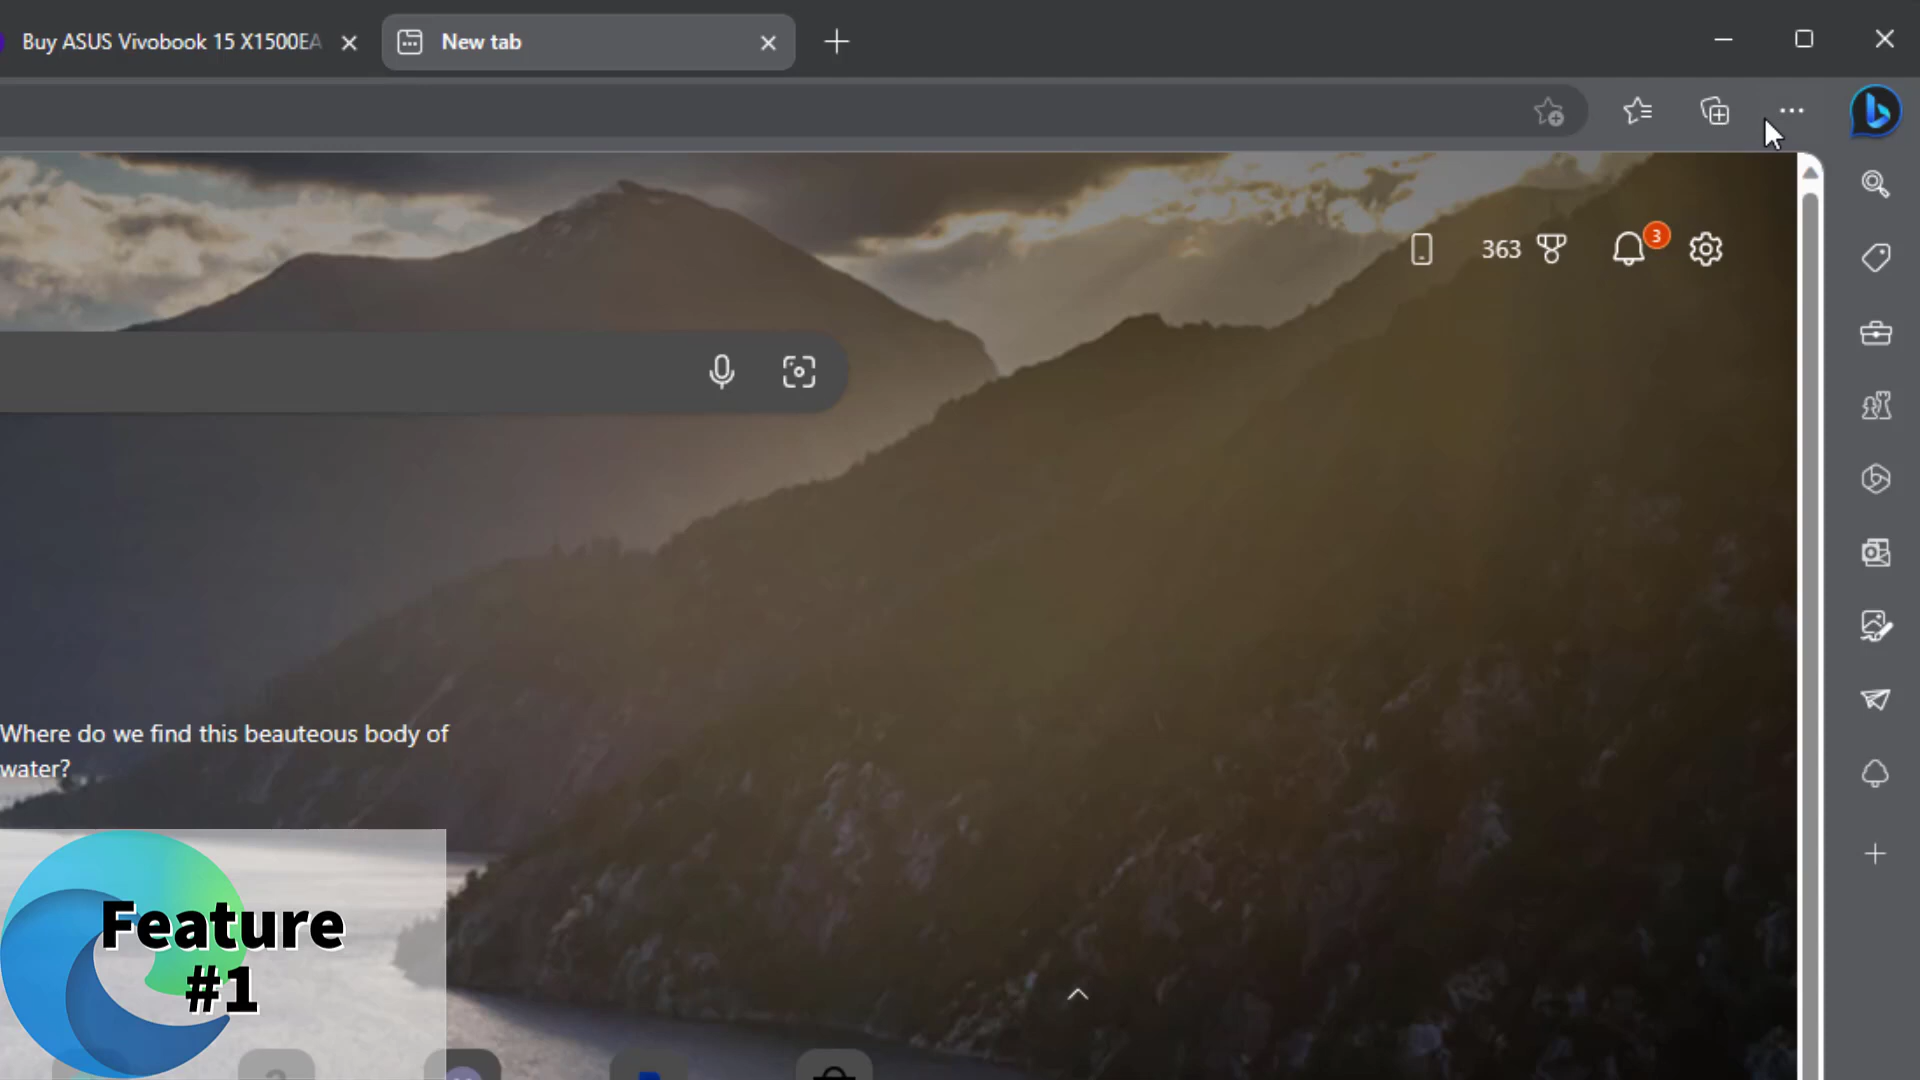 Buy ASUS Vivobook 15 X1500EA
New tab
363
3
Where do we find this beauteous body of
water?
Feature
#1